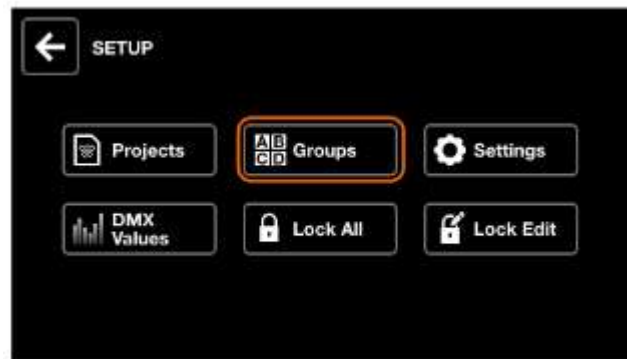 SETUP
Projects
A B
C D
Groups
Settings
DMX
Values
Lock All
Lock Edit